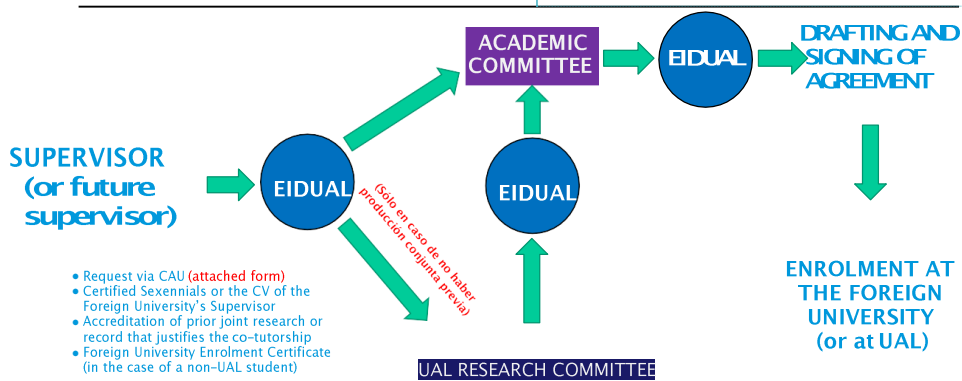 ACADEMIC
COMMITTEE
EIDUAL
DRAFTING AND
SIGNING OF
AGREEMENT
SUPERVISOR
(or future
supervisor)
EIDUAL
EIDUAL
(Sólo en caso de no haber
producción conjunta previa)
• Request via CAU (attached form)
• Certified Sexennials or the CV of the
Foreign University's Supervisor
• Accreditation of prior joint research or
record that justifies the co-tutorship
• Foreign University Enrolment Certificate
(in the case of a non-UAL student)
ENROLMENT AT
THE FOREIGN
UNIVERSITY
(or at UAL)
UAL RESEARCH COMMITTEE